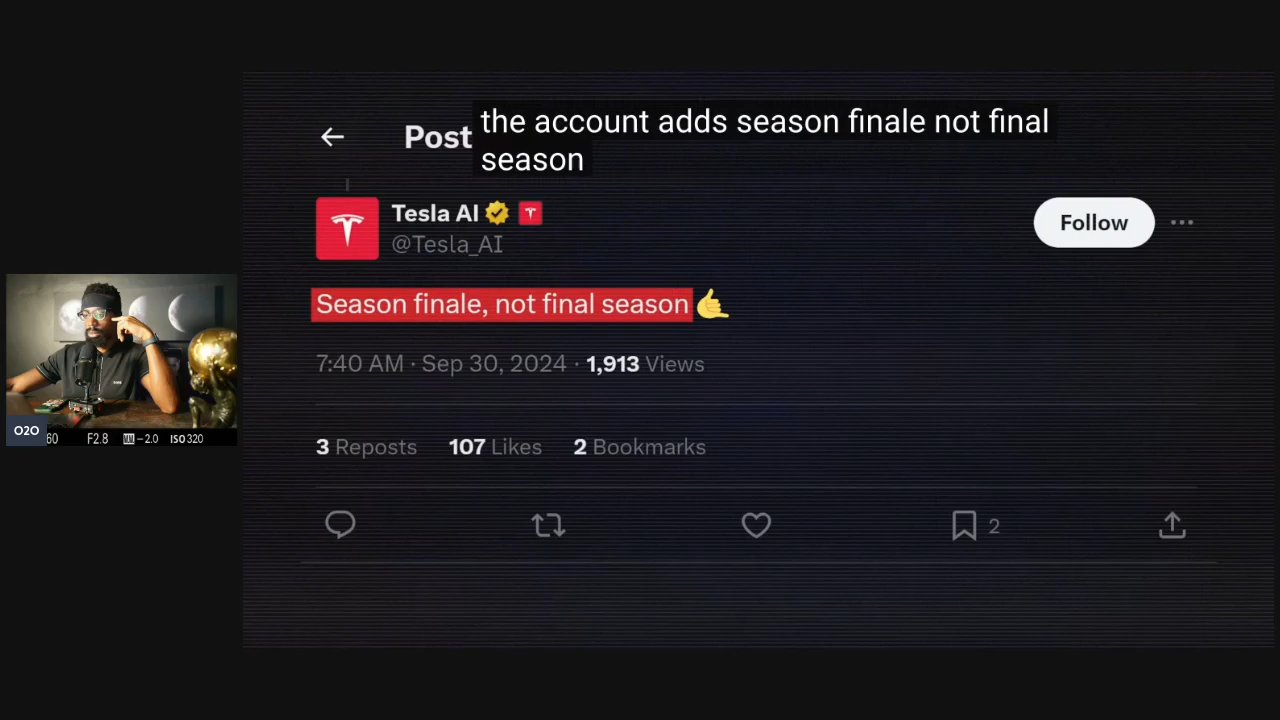 the account adds season finale not final
season
Post
Tesla AI
@Tesla_AI
Follow
Season finale, not final season🤙
7:40 AM · Sep 30, 2024 · 1,913 Views
3 Reposts 107 Likes 2 Bookmarks
2
O2O
60 F2.8 -2.0 ISO 320